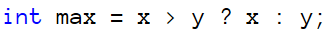 int max = x > y ? x : y;